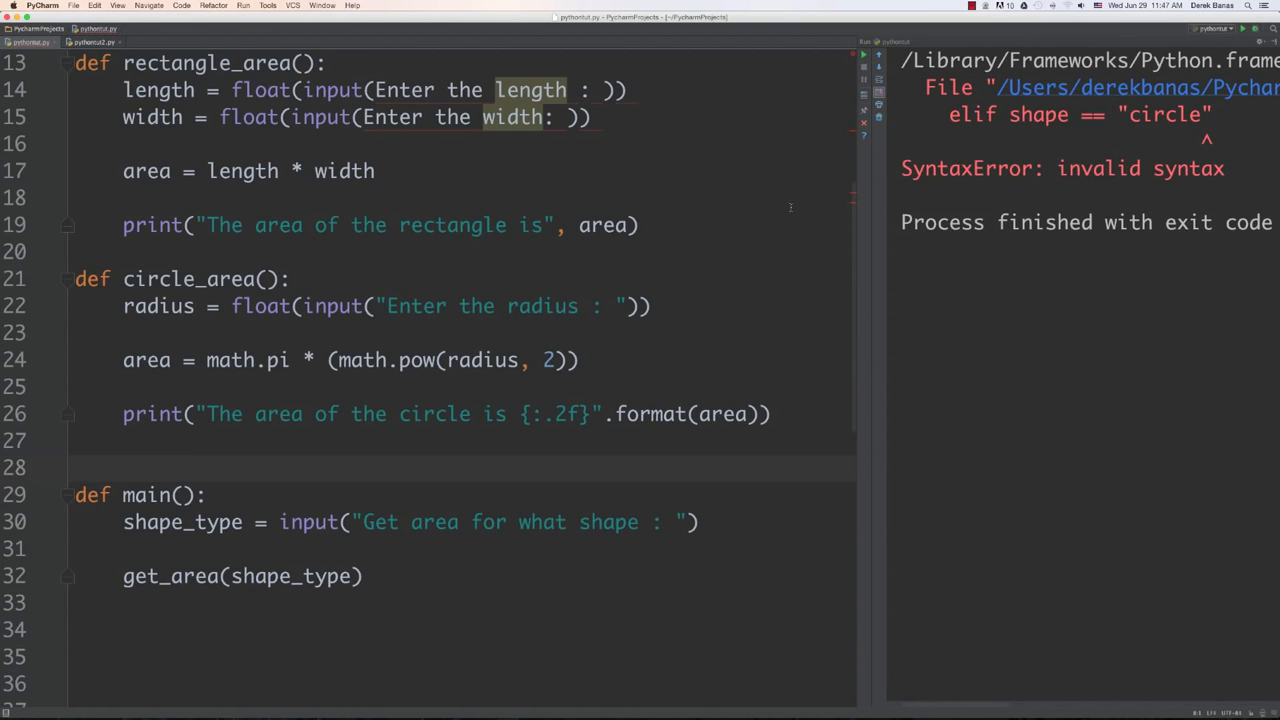 PyCharm File Edit View Navigate Code Refactor Run Tools VCS Window Help
10 Wed Jun 29 11:47 AM Derek Banas
pythontut.py - PycharmProjects - [~/PycharmProjects]
PycharmProjects pythontut.py pythontut
pythontut.py pythontut2.py Run: pythontut
13 def rectangle_area():
14 length = float(input(Enter the length : ))
15 width = float(input(Enter the width: ))
16
17 area = length * width
18
19 print("The area of the rectangle is", area)
20
21 def circle_area():
22 radius = float(input("Enter the radius : "))
23
24 area = math.pi * (math.pow(radius, 2))
25
26 print("The area of the circle is {:.2f}".format(area))
27
28
29 def main():
30 shape_type = input("Get area for what shape : ")
31
32 get_area(shape_type)
33
34
35
36
/Library/Frameworks/Python.frame
File "/Users/derekbanas/Pychar
elif shape == "circle"
^
SyntaxError: invalid syntax
Process finished with exit code